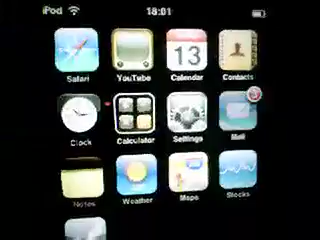 iPod 18:01
Safari YouTube Calendar Contacts
13
Clock Calculator Settings Mail
Notes Weather Maps Stocks